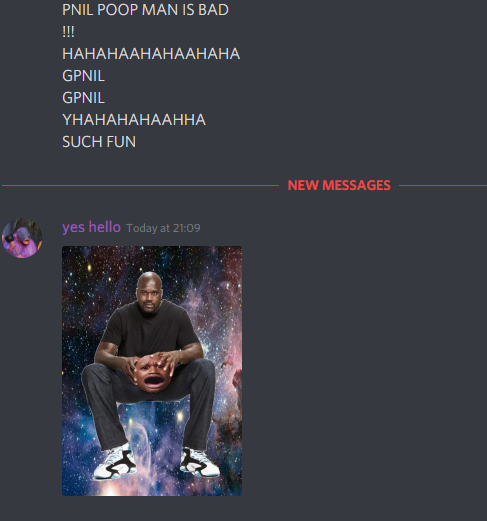 PNIL POOP MAN IS BAD
!!!
HAHAHAAHAHAAHAHA
GPNIL
GPNIL
YHAHAHAHAAHHA
SUCH FUN
NEW MESSAGES
yes hello Today at 21:09